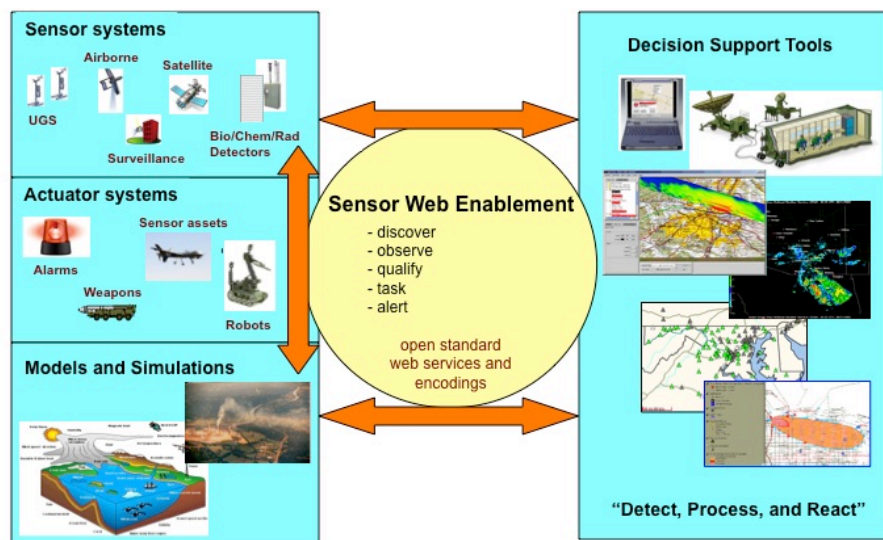 Sensor systems
Airborne
Satellite
UGS
Surveillance
Bio/Chem/Rad
Detectors
Actuator systems
Sensor assets
Alarms
Weapons
Robots
Models and Simulations
Sensor Web Enablement
- discover
- observe
- qualify
- task
- alert
open standard
web services and
encodings
Decision Support Tools
“Detect, Process, and React”